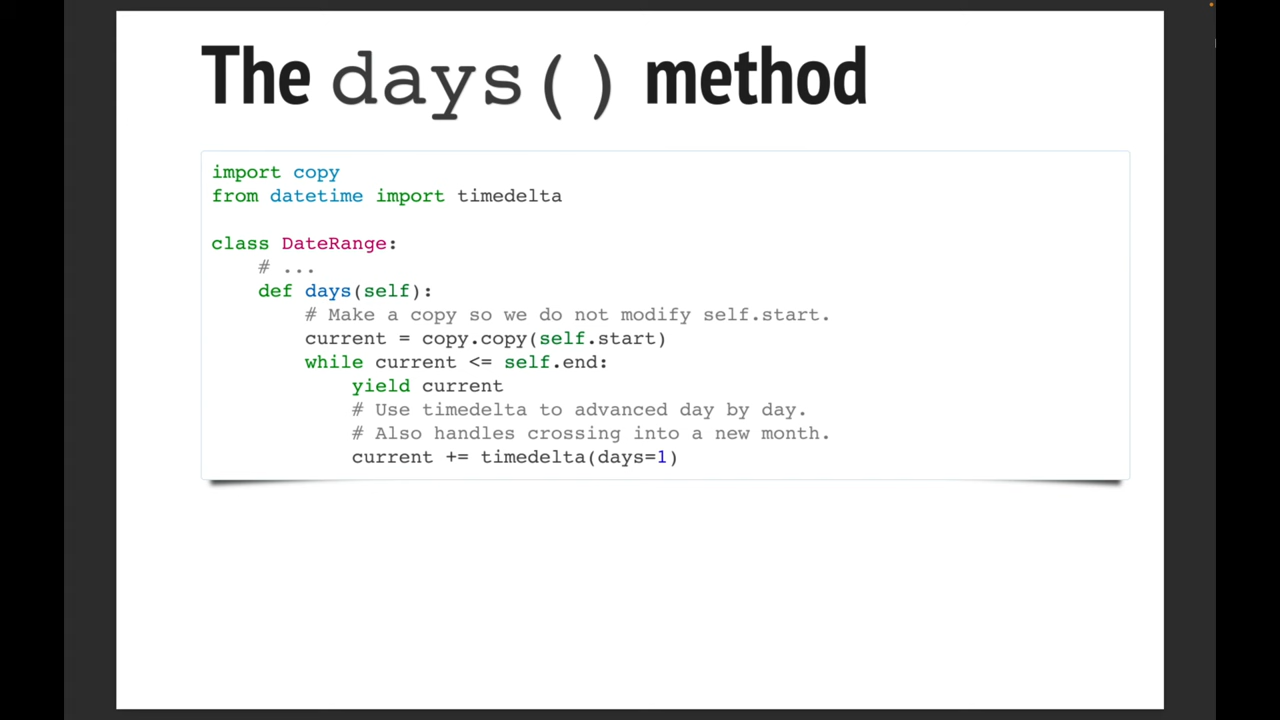 The days() method
import copy
from datetime import timedelta
class DateRange:
    # ...
    def days(self):
        # Make a copy so we do not modify self.start.
        current = copy.copy(self.start)
        while current <= self.end:
            yield current
            # Use timedelta to advanced day by day.
            # Also handles crossing into a new month.
            current += timedelta(days=1)